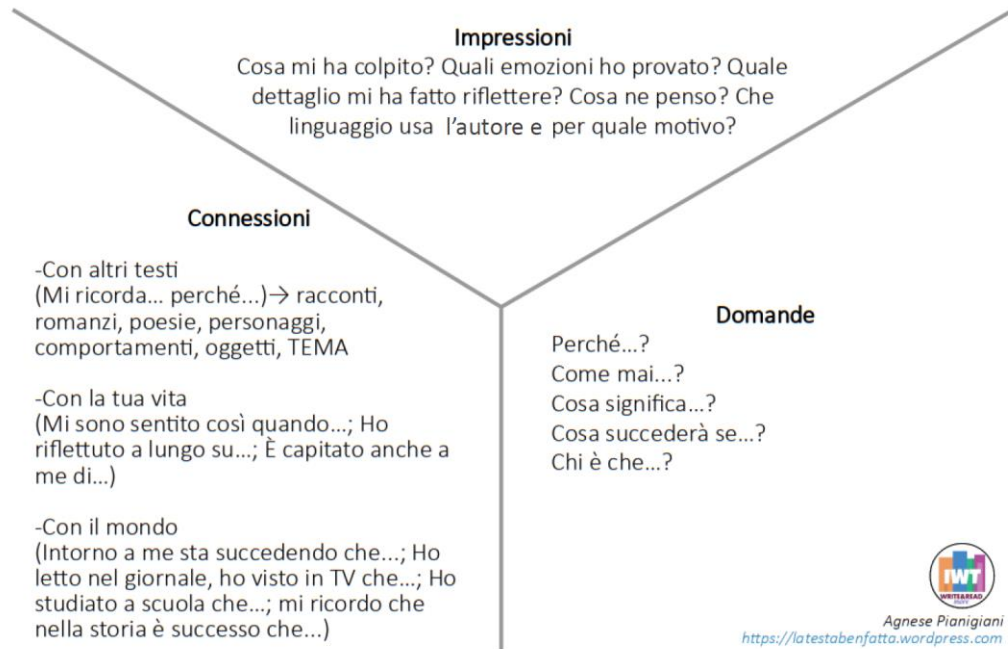 Impressioni
Cosa mi ha colpito? Quali emozioni ho provato? Quale
dettaglio mi ha fatto riflettere? Cosa ne penso? Che
linguaggio usa l'autore e per quale motivo?
Connessioni
-Con altri testi
(Mi ricorda... perché...)→ racconti,
romanzi, poesie, personaggi,
comportamenti, oggetti, TEMA
-Con la tua vita
(Mi sono sentito così quando...; Ho
riflettuto a lungo su...; È capitato anche a
me di...)
-Con il mondo
(Intorno a me sta succedendo che...; Ho
letto nel giornale, ho visto in TV che...; Ho
studiato a scuola che...; mi ricordo che
nella storia è successo che...)
Domande
Perché...?
Come mai...?
Cosa significa...?
Cosa succederà se...?
Chi è che...?
IWT
WRITE&READ
Agnese Pianigiani
https://latestabenfatta.wordpress.com